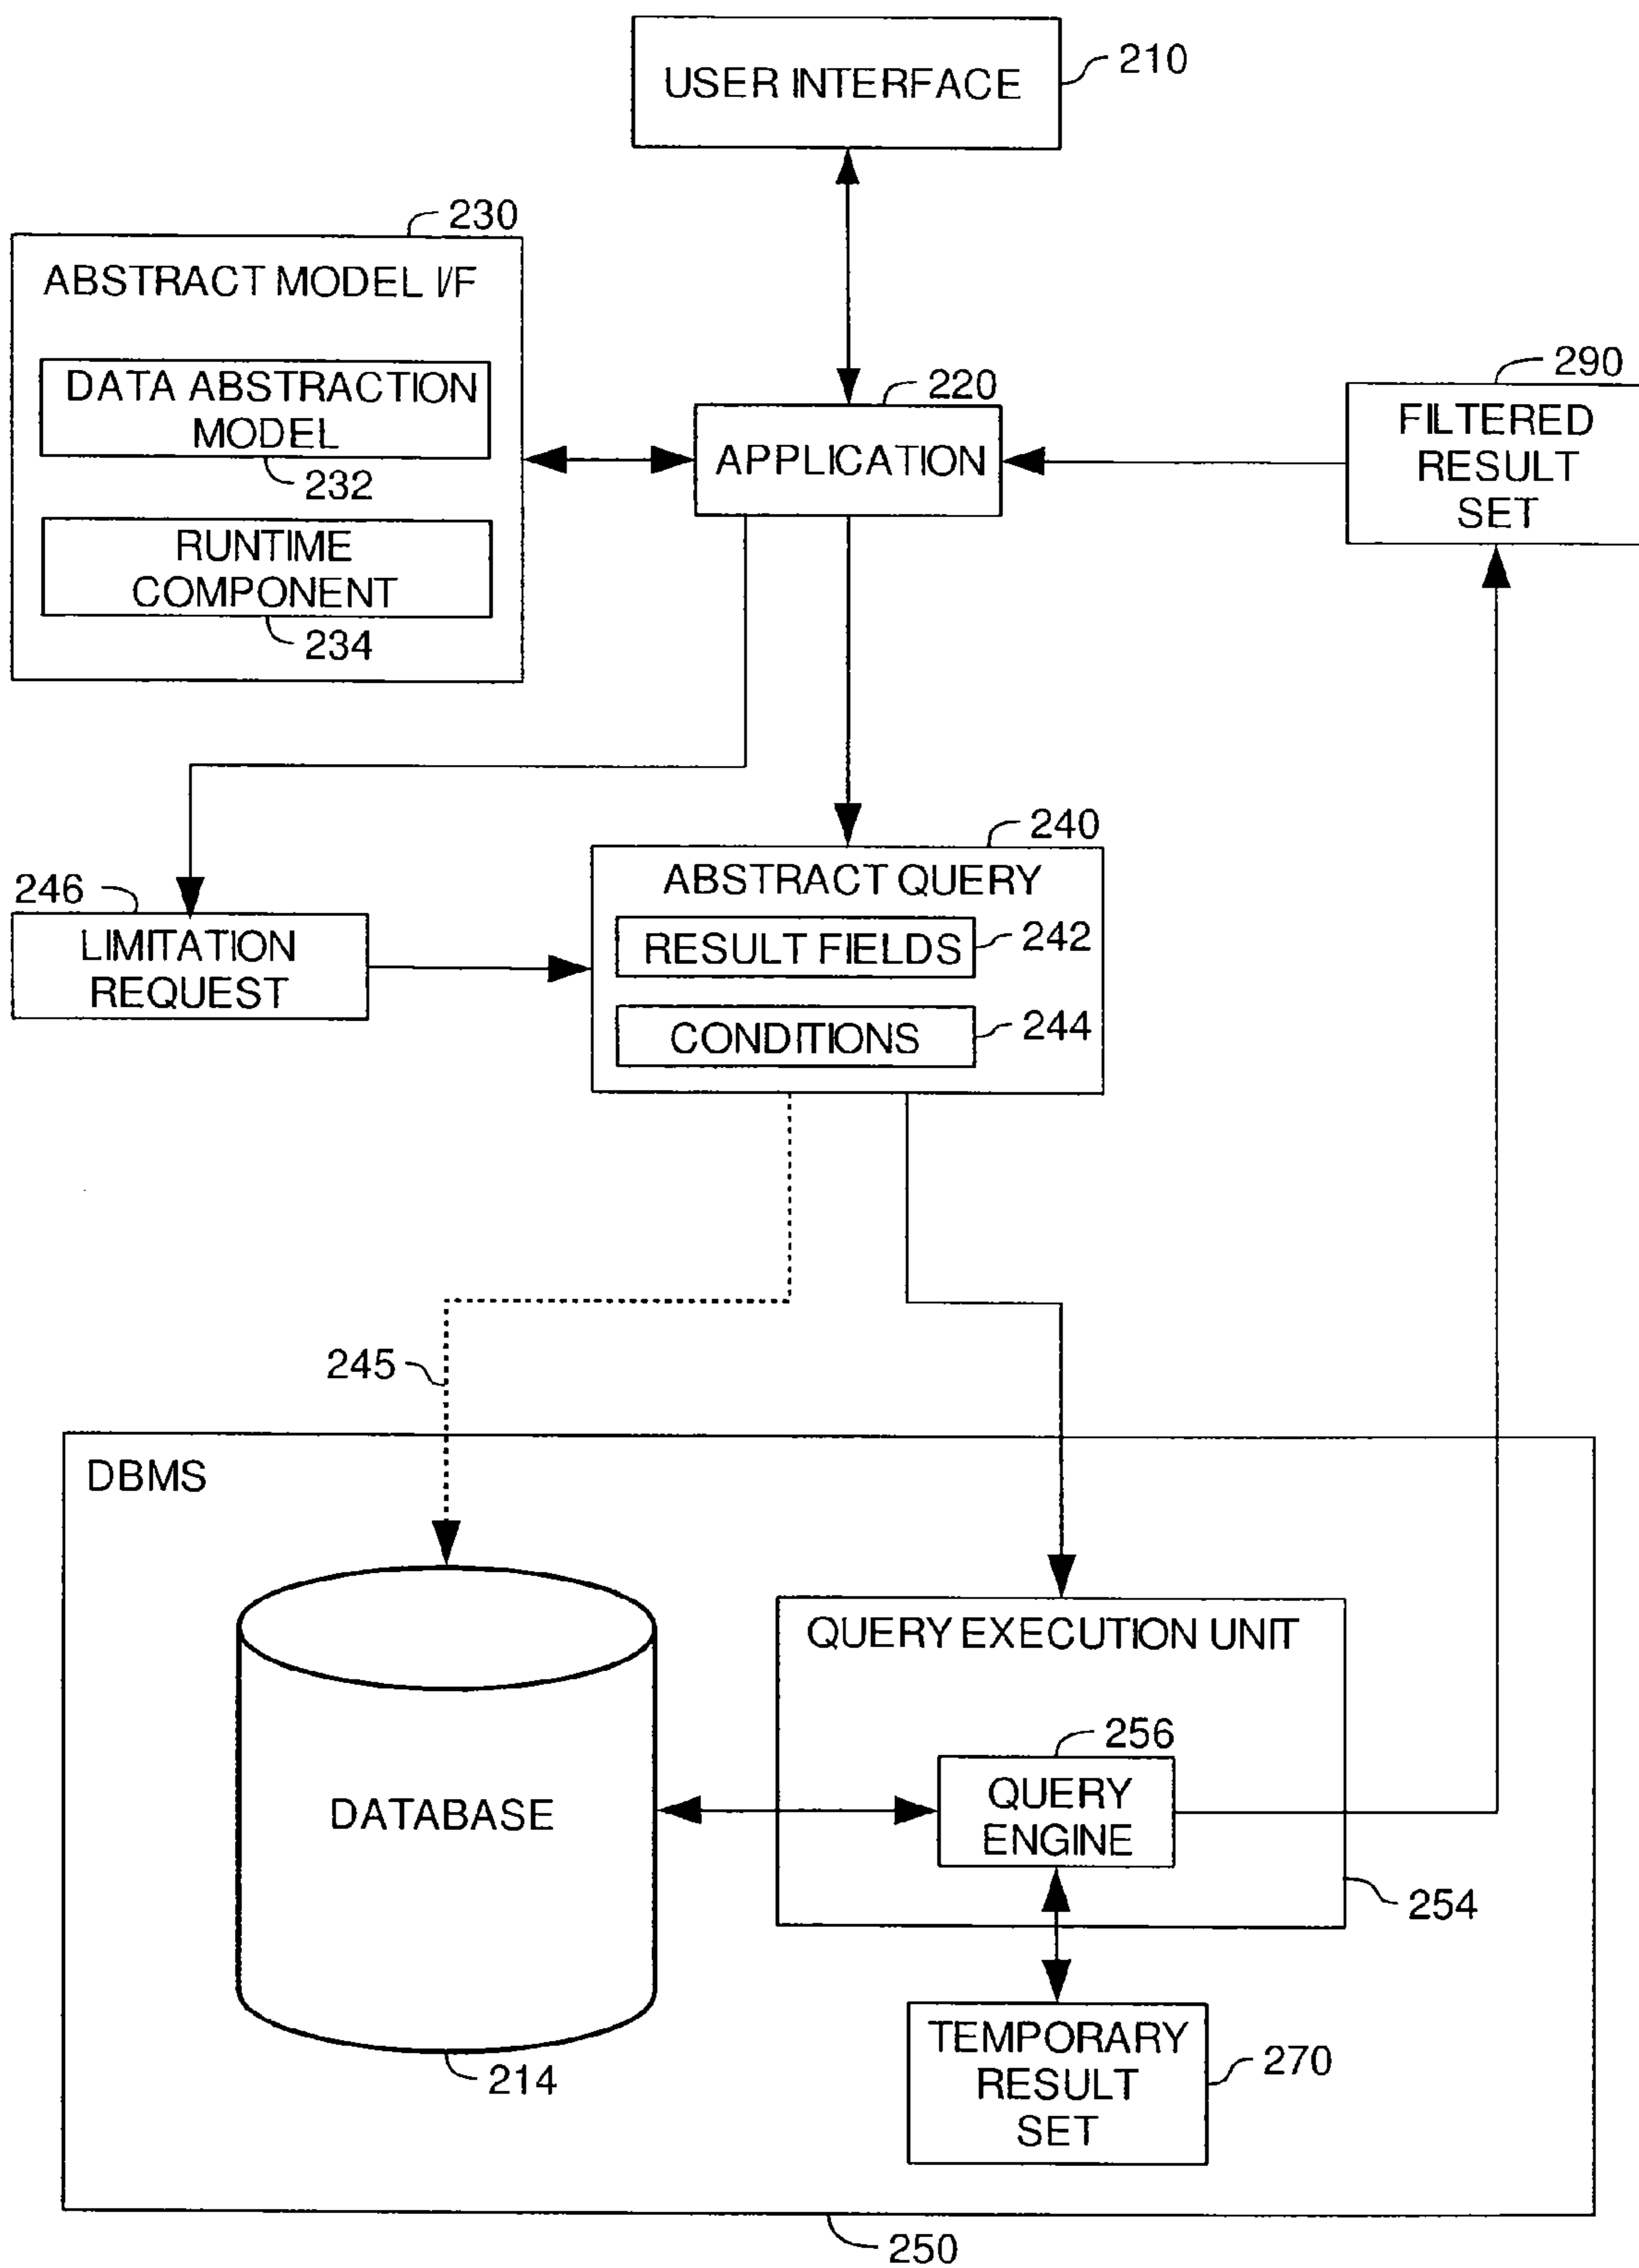 USER INTERFACE
210
230
ABSTRACT MODEL I/F
DATA ABSTRACTION
MODEL
232
RUNTIME
COMPONENT
234
220
APPLICATION
290
FILTERED
RESULT
SET
246
LIMITATION
REQUEST
240
ABSTRACT QUERY
RESULT FIELDS
242
CONDITIONS
244
245
DBMS
DATABASE
214
QUERY EXECUTION UNIT
256
QUERY
ENGINE
254
TEMPORARY
RESULT
SET
270
250